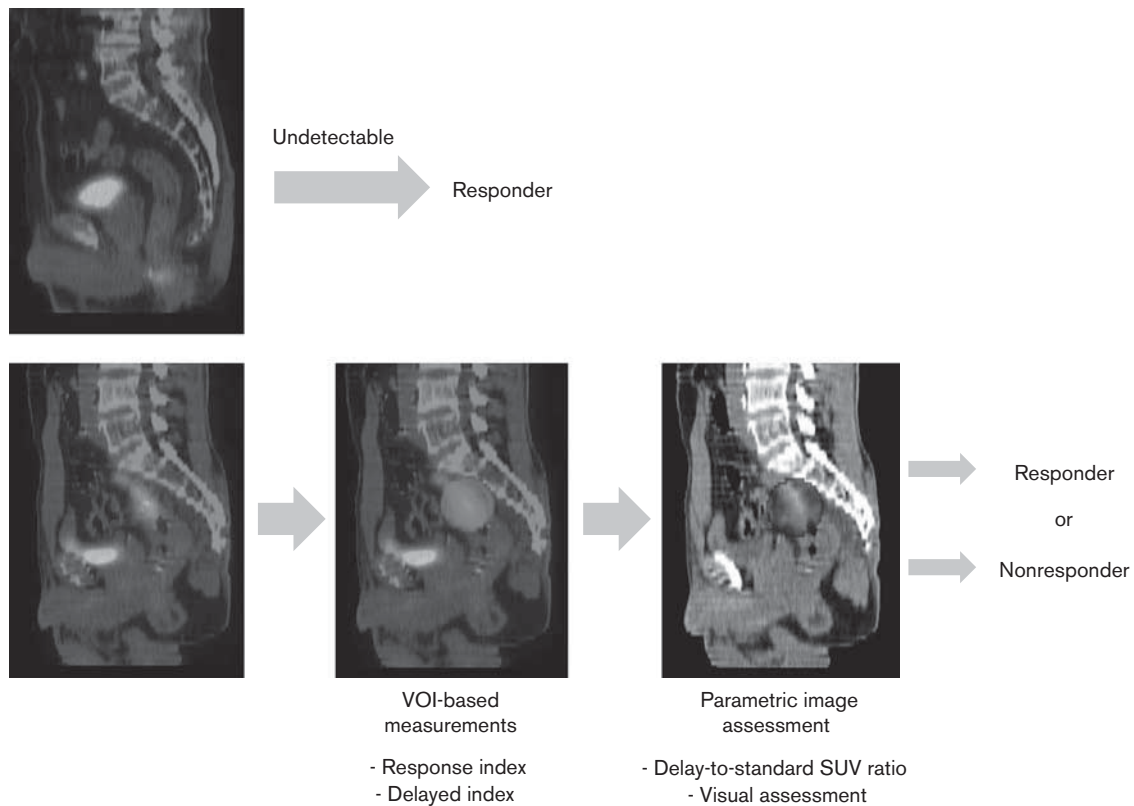 Undetectable
Responder
Responder
or
Nonresponder
VOI-based
measurements
- Response index
- Delayed index
Parametric image
assessment
- Delay-to-standard SUV ratio
- Visual assessment